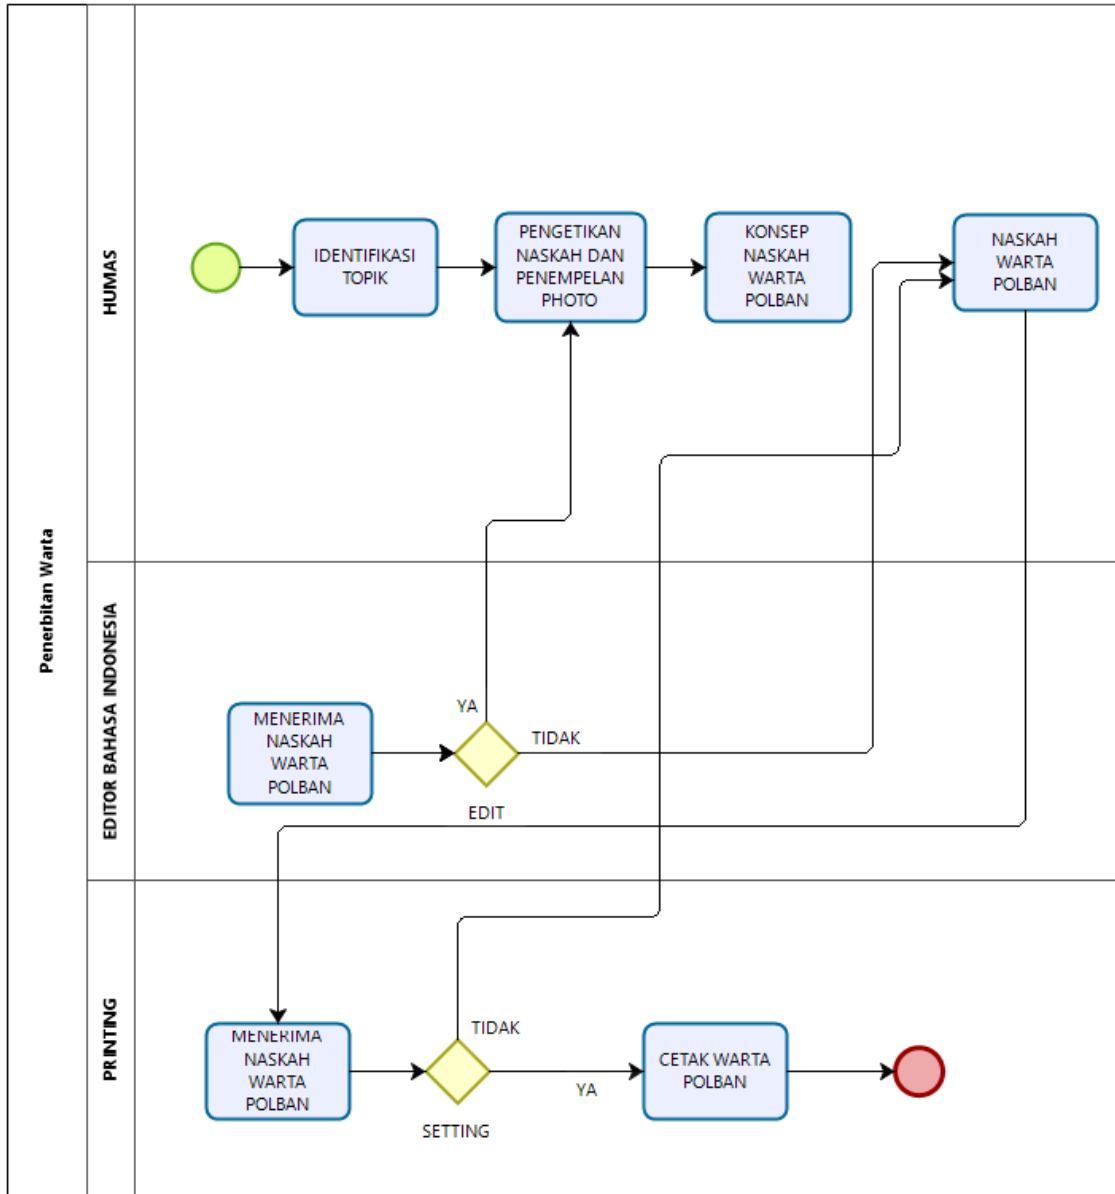 Penerbitan Warta
HUMAS
IDENTIFIKASI
TOPIK
PENGETIKAN
NASKAH DAN
PENEMPELAN
PHOTO
KONSEP
NASKAH
WARTA
POLBAN
NASKAH
WARTA
POLBAN
EDITOR BAHASA INDONESIA
MENERIMA
NASKAH
WARTA
POLBAN
YA
TIDAK
EDIT
PRINTING
MENERIMA
NASKAH
WARTA
POLBAN
TIDAK
YA
SETTING
CETAK WARTA
POLBAN